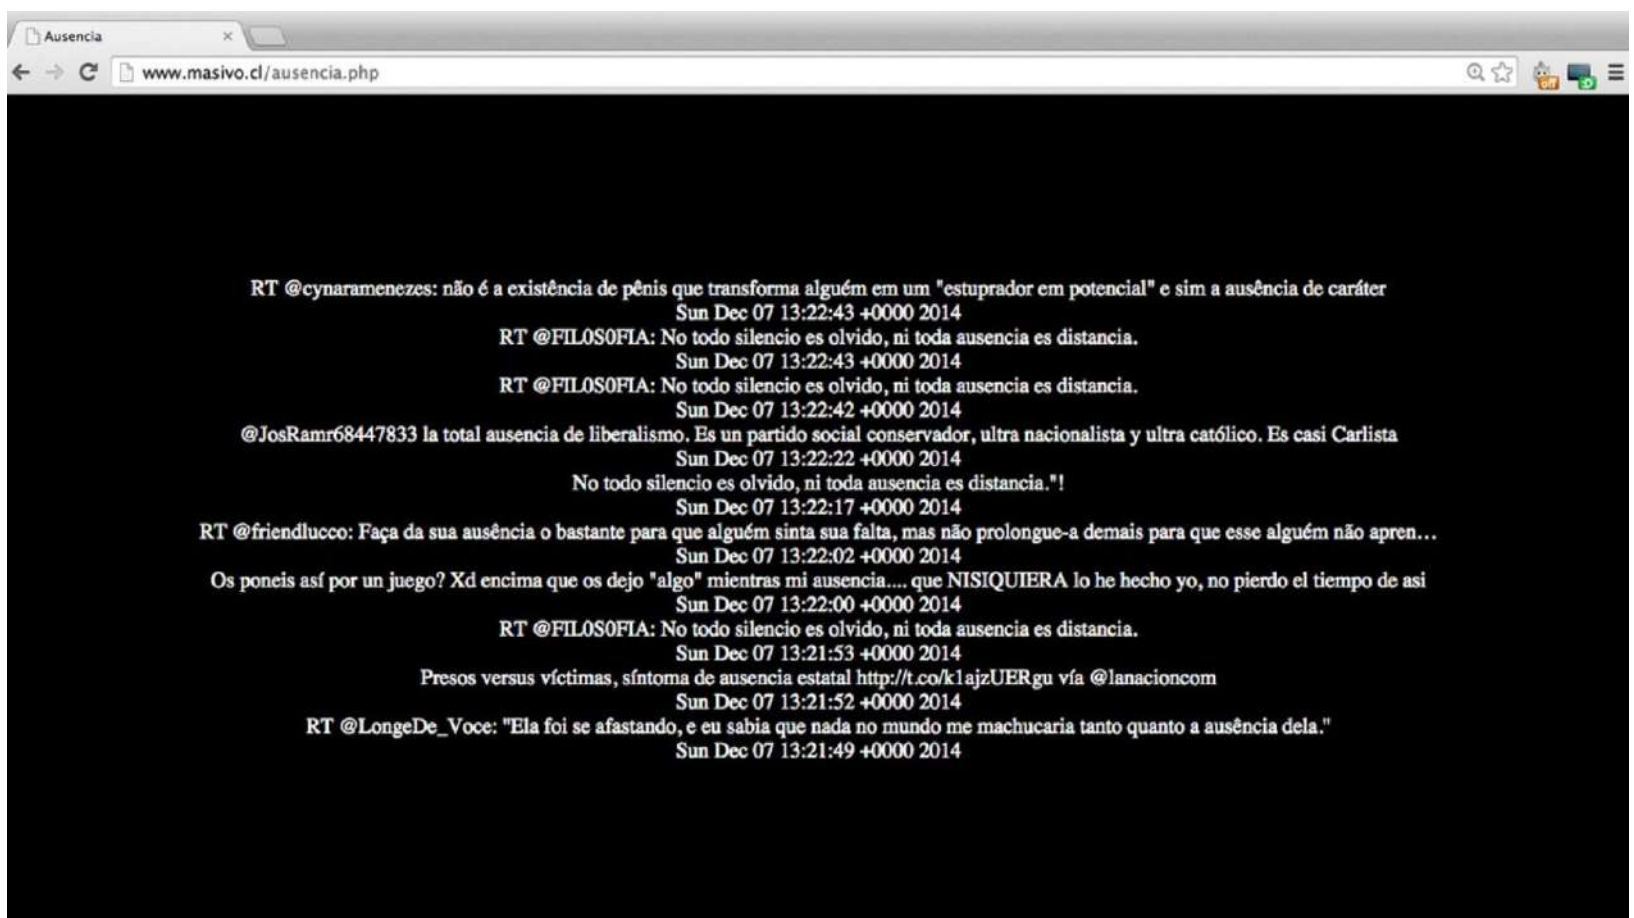 Ausencia
www.masivo.cl/ausencia.php
off
:D
RT @cynaramenezes: não é a existência de pênis que transforma alguém em um "estuprador em potencial" e sim a ausência de caráter
Sun Dec 07 13:22:43 +0000 2014
RT @FIL0S0FIA: No todo silencio es olvido, ni toda ausencia es distancia.
Sun Dec 07 13:22:43 +0000 2014
RT @FIL0S0FIA: No todo silencio es olvido, ni toda ausencia es distancia.
Sun Dec 07 13:22:42 +0000 2014
@JosRamr68447833 la total ausencia de liberalismo. Es un partido social conservador, ultra nacionalista y ultra católico. Es casi Carlista
Sun Dec 07 13:22:22 +0000 2014
No todo silencio es olvido, ni toda ausencia es distancia."!
Sun Dec 07 13:22:17 +0000 2014
RT @friendlucco: Faça da sua ausência o bastante para que alguém sinta sua falta, mas não prolongue-a demais para que esse alguém não apren…
Sun Dec 07 13:22:02 +0000 2014
Os poneis así por un juego? Xd encima que os dejo "algo" mientras mi ausencia.... que NISIQUIERA lo he hecho yo, no pierdo el tiempo de asi
Sun Dec 07 13:22:00 +0000 2014
RT @FIL0S0FIA: No todo silencio es olvido, ni toda ausencia es distancia.
Sun Dec 07 13:21:53 +0000 2014
Presos versus víctimas, síntoma de ausencia estatal http://t.co/k1ajzUERgu vía @lanacioncom
Sun Dec 07 13:21:52 +0000 2014
RT @LongeDe_Voce: "Ela foi se afastando, e eu sabia que nada no mundo me machucaria tanto quanto a ausência dela."
Sun Dec 07 13:21:49 +0000 2014